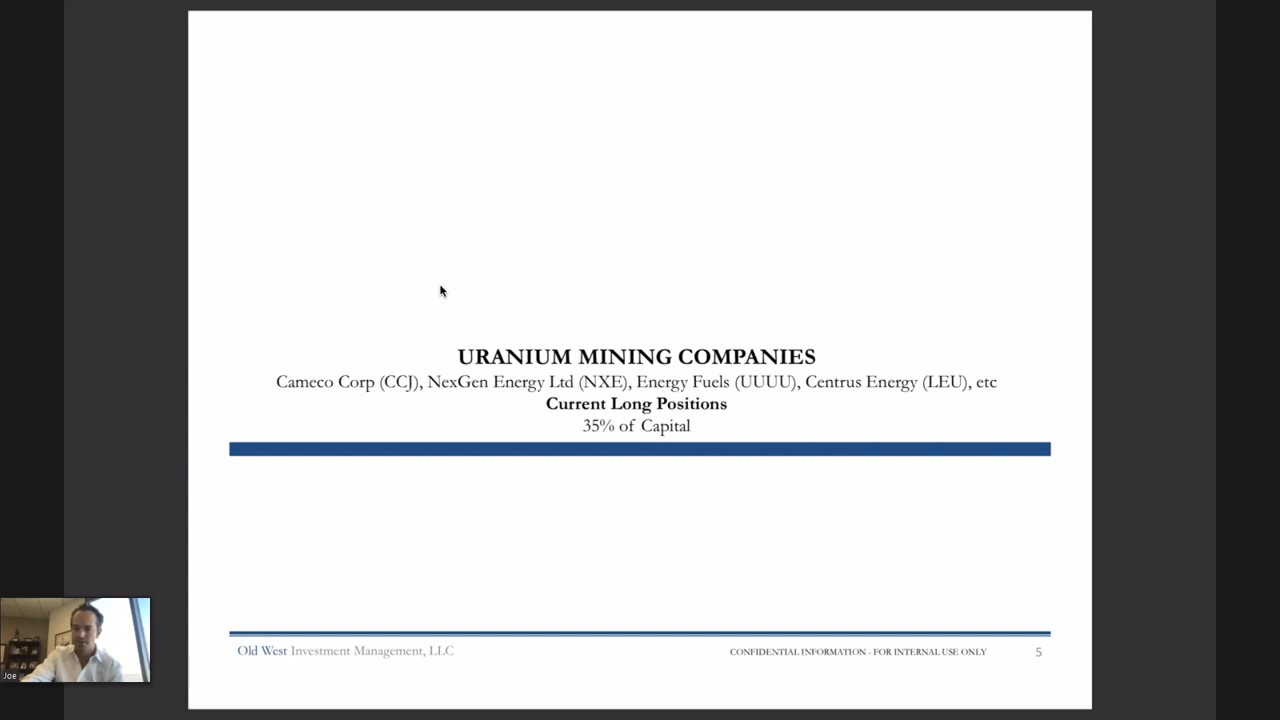 URANIUM MINING COMPANIES
Cameco Corp (CCJ), NexGen Energy Ltd (NXE), Energy Fuels (UUUU), Centrus Energy (LEU), etc
Current Long Positions
35% of Capital
Old West Investment Management, LLC
CONFIDENTIAL INFORMATION - FOR INTERNAL USE ONLY
5
Joe